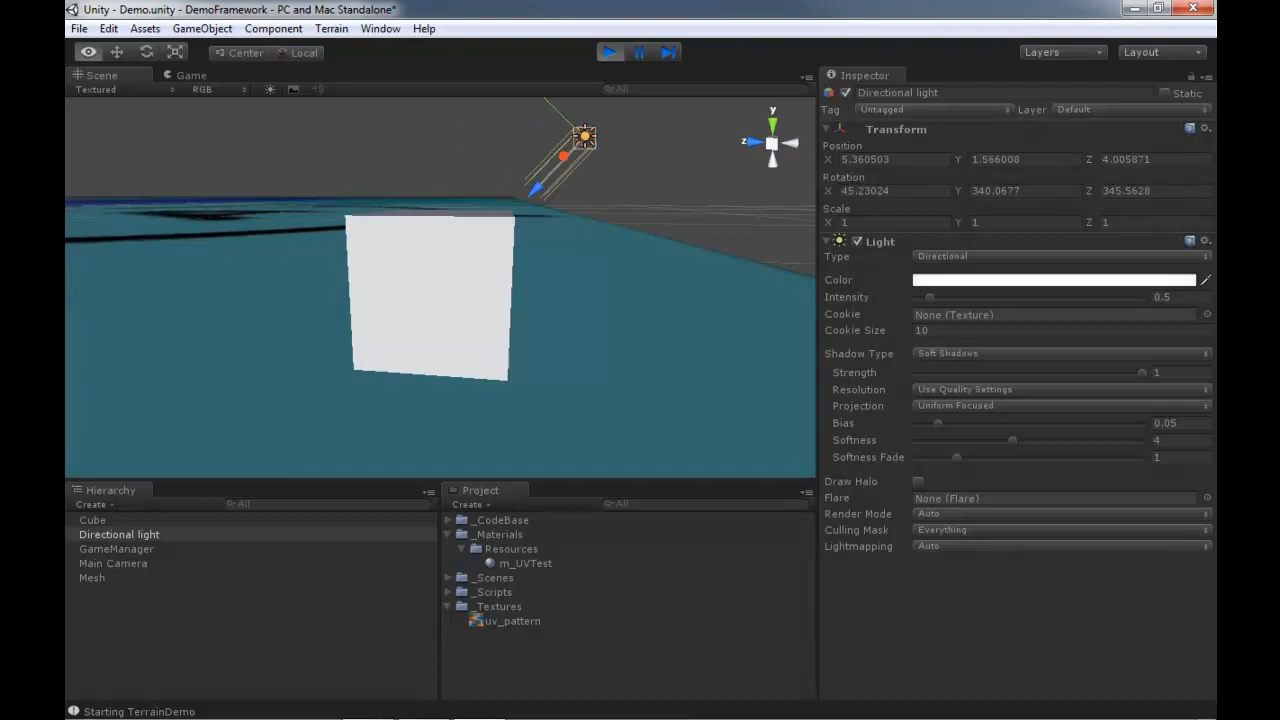 Unity - Demo.unity - DemoFramework - PC and Mac Standalone*
File Edit Assets GameObject Component Terrain Window Help
Center Local Layers Layout
Scene Game
Textured RGB All
y
z
Inspector
Directional light Static
Tag Untagged Layer Default
Transform
Position
X 5.360503 Y 1.566008 Z 4.005871
Rotation
X 45.23024 Y 340.0677 Z 345.5628
Scale
X 1 Y 1 Z 1
Light
Type Directional
Color
Intensity 0.5
Cookie None (Texture)
Cookie Size 10
Shadow Type Soft Shadows
Strength 1
Resolution Use Quality Settings
Projection Uniform Focused
Bias 0.05
Softness 4
Softness Fade 1
Draw Halo
Flare None (Flare)
Render Mode Auto
Culling Mask Everything
Lightmapping Auto
Hierarchy
Create All
Cube
Directional light
GameManager
Main Camera
Mesh
Project
Create All
_CodeBase
_Materials
Resources
m_UVTest
_Scenes
_Scripts
_Textures
uv_pattern
Starting TerrainDemo